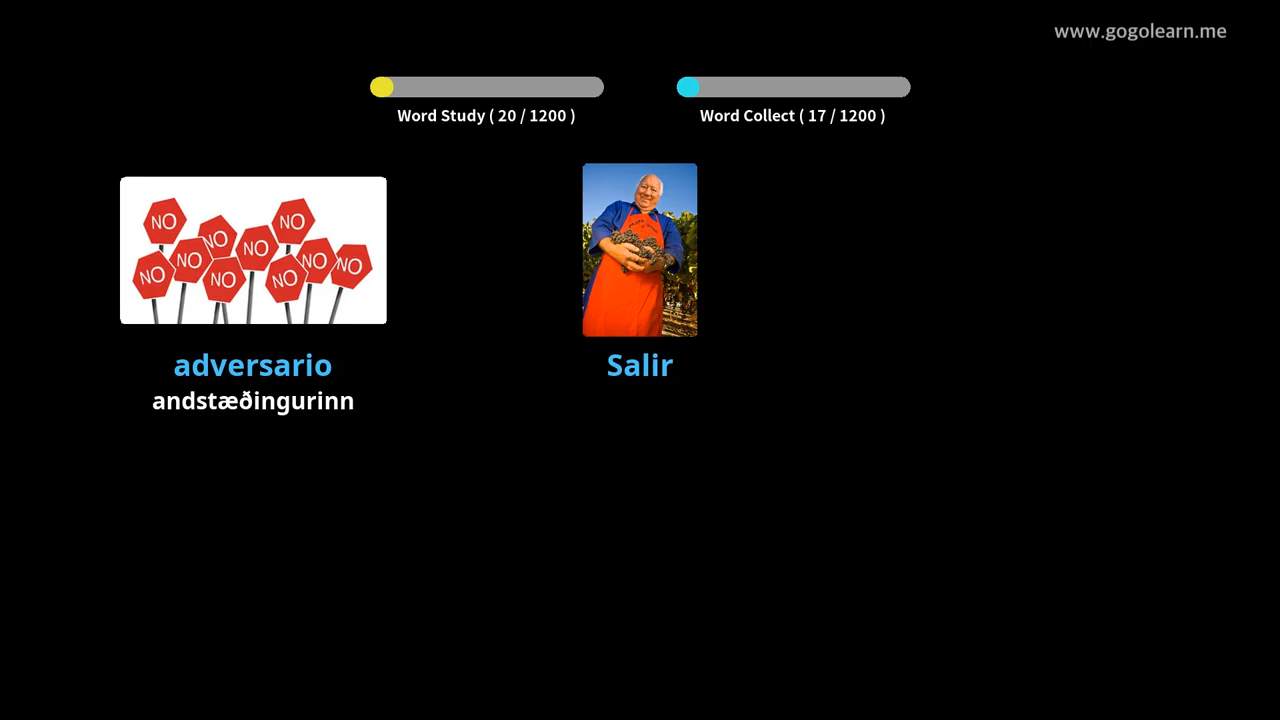 www.gogolearn.me
Word Study ( 20 / 1200 )
Word Collect ( 17 / 1200 )
NO NO NO NO NO NO NO NO NO NO
adversario
andstæðingurinn
Salir